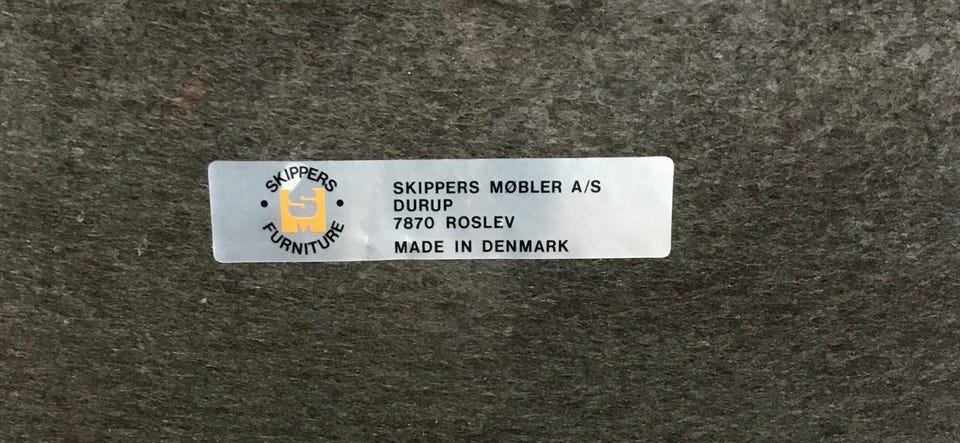 SKIPPERS
SM
FURNITURE
SKIPPERS MØBLER A/S
DURUP
7870 ROSLEV
MADE IN DENMARK